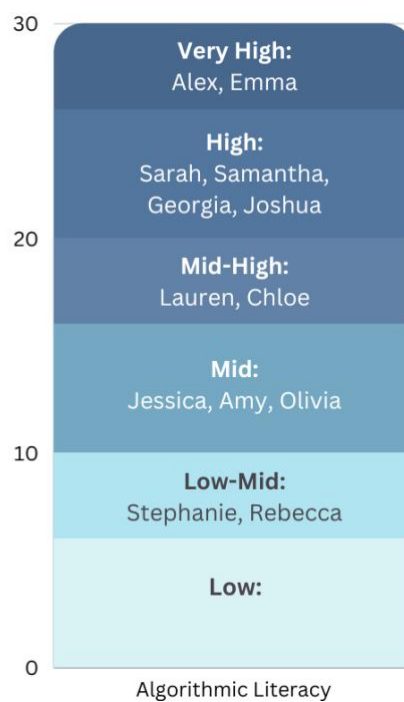 30
Very High:
Alex, Emma
High:
Sarah, Samantha,
Georgia, Joshua
20
Mid-High:
Lauren, Chloe
Mid:
Jessica, Amy, Olivia
10
Low-Mid:
Stephanie, Rebecca
Low:
0
Algorithmic Literacy